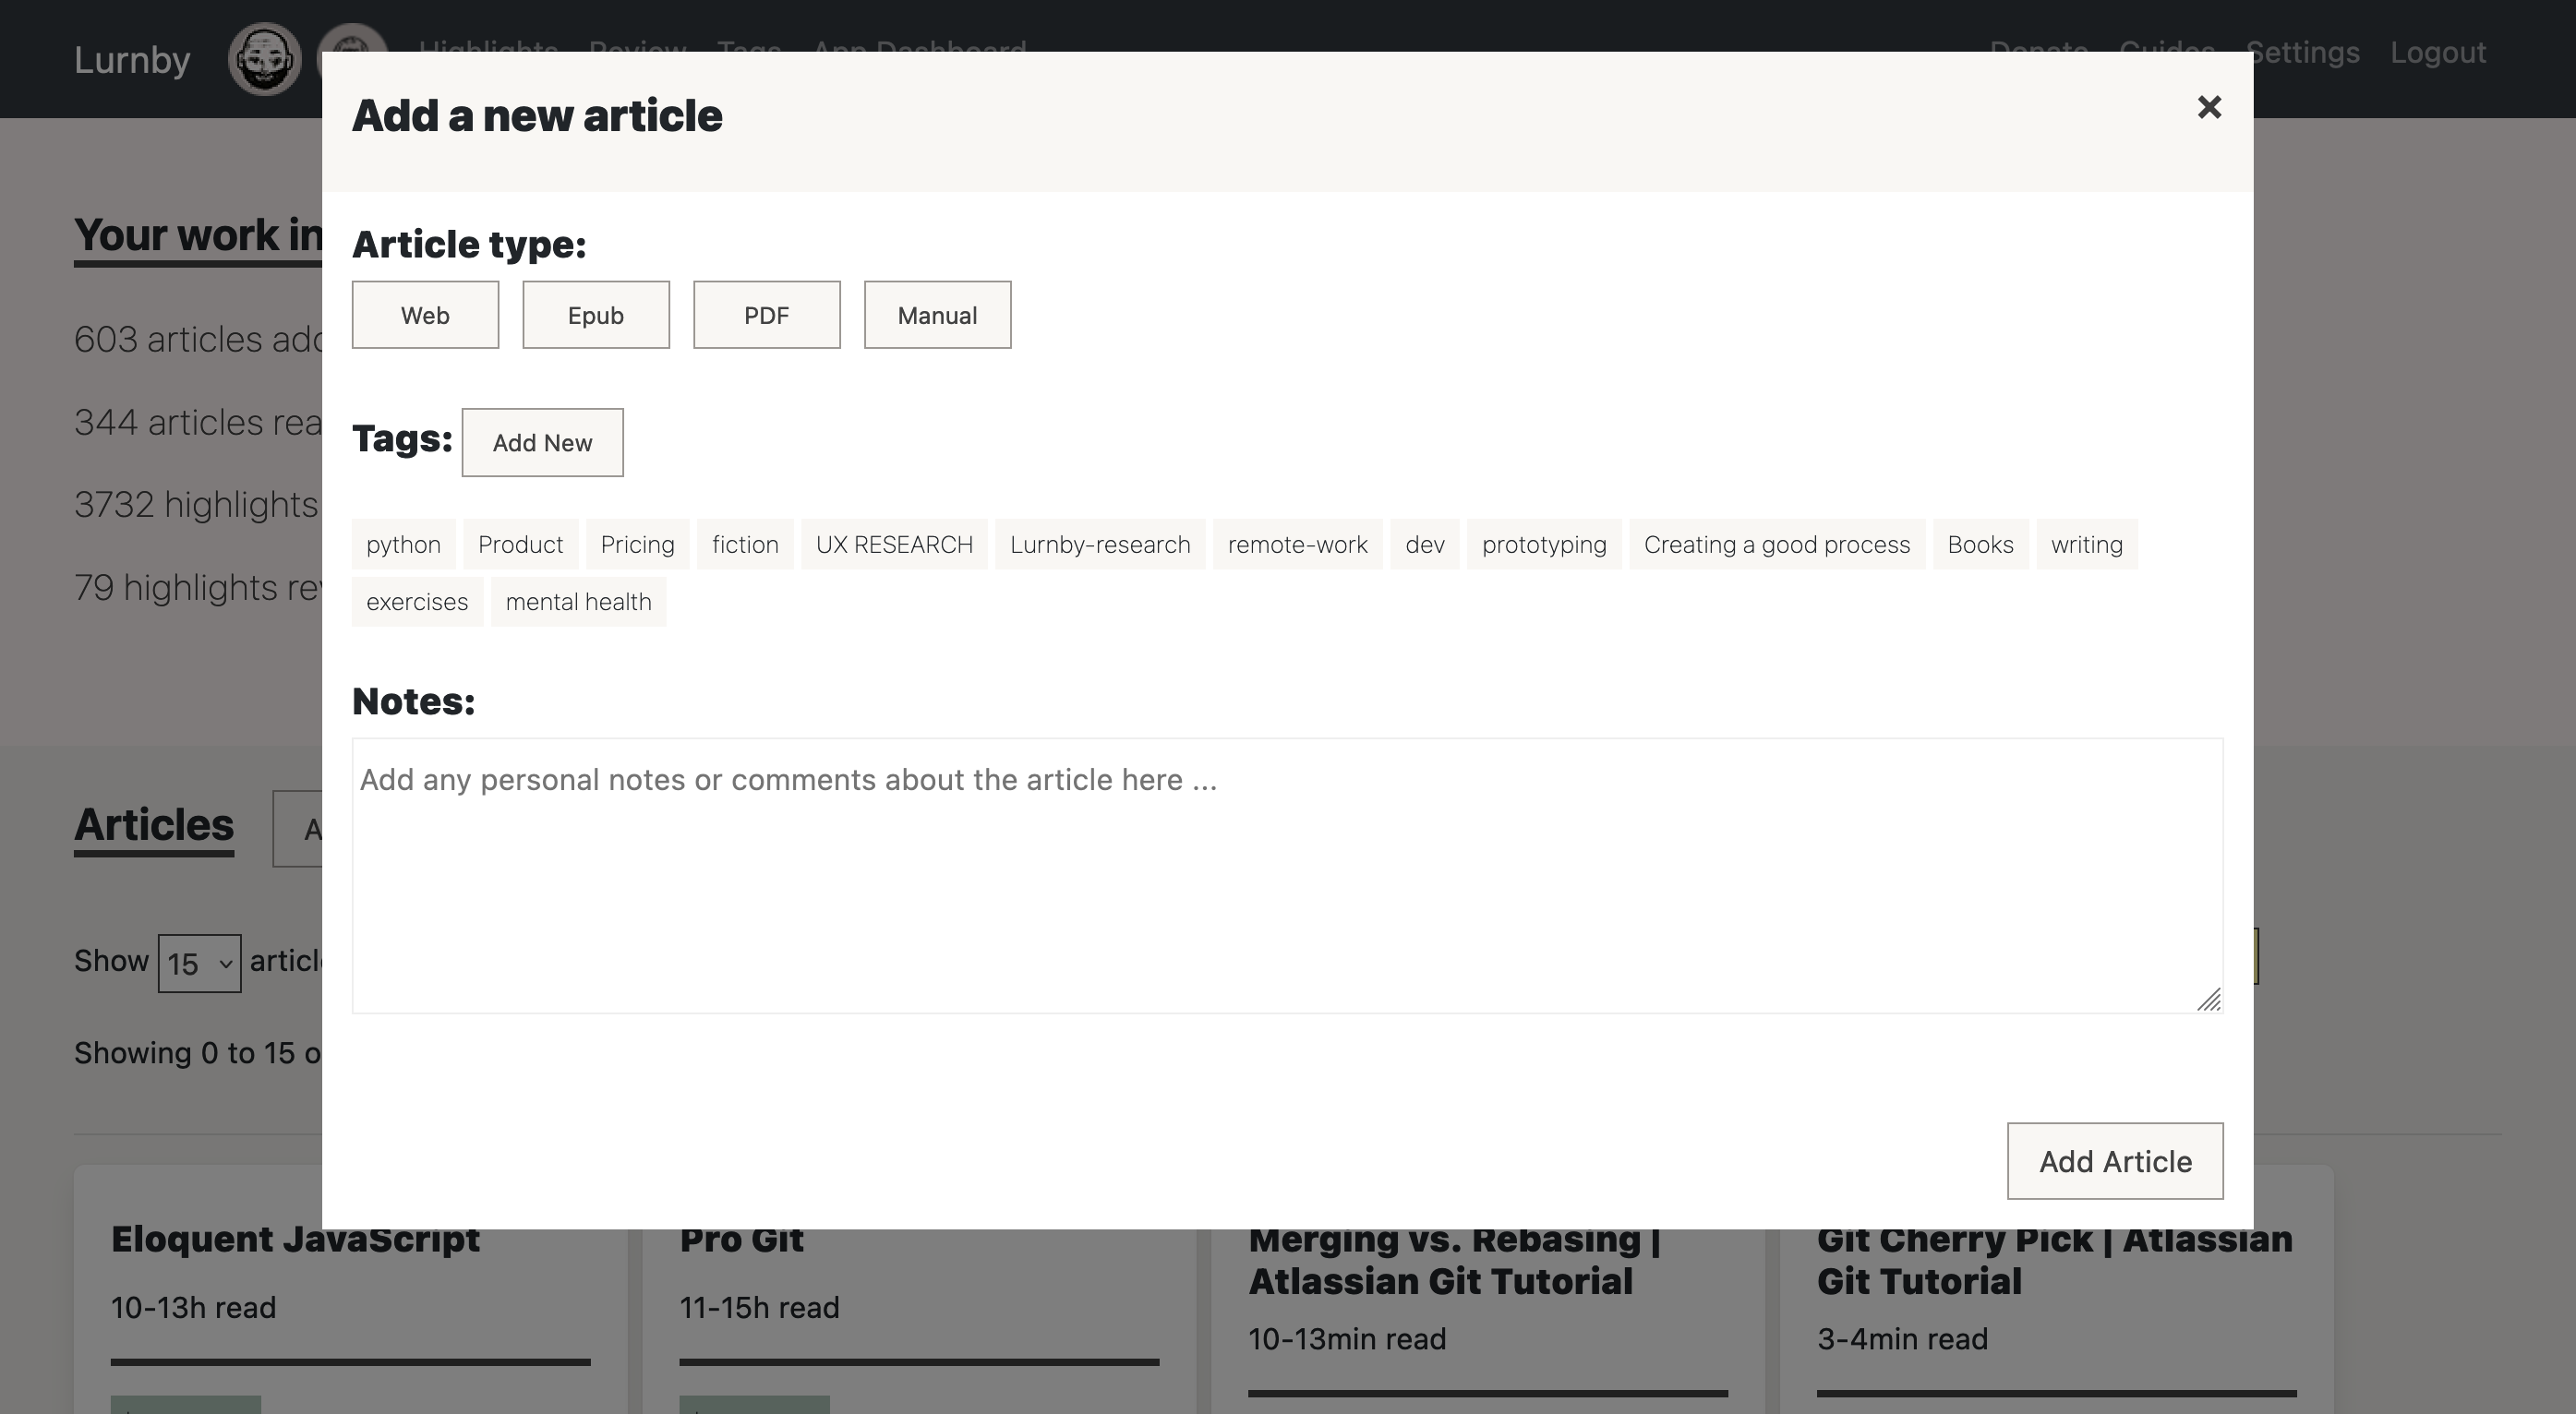 Lurnby Highlights Review Tags App Dashboard Donate Guides Settings Logout
Add a new article
×
Your work in
603 articles add
344 articles rea
3732 highlights
79 highlights rev
Article type:
Web Epub PDF Manual
Tags: Add New
python Product Pricing fiction UX RESEARCH Lurnby-research remote-work dev prototyping Creating a good process Books writing
exercises mental health
Notes:
Add any personal notes or comments about the article here ...
Articles A
Show 15 article
Showing 0 to 15 o
Add Article
Eloquent JavaScript
10-13h read
Pro Git
11-15h read
Merging vs. Rebasing |
Atlassian Git Tutorial
10-13min read
Git Cherry Pick | Atlassian
Git Tutorial
3-4min read